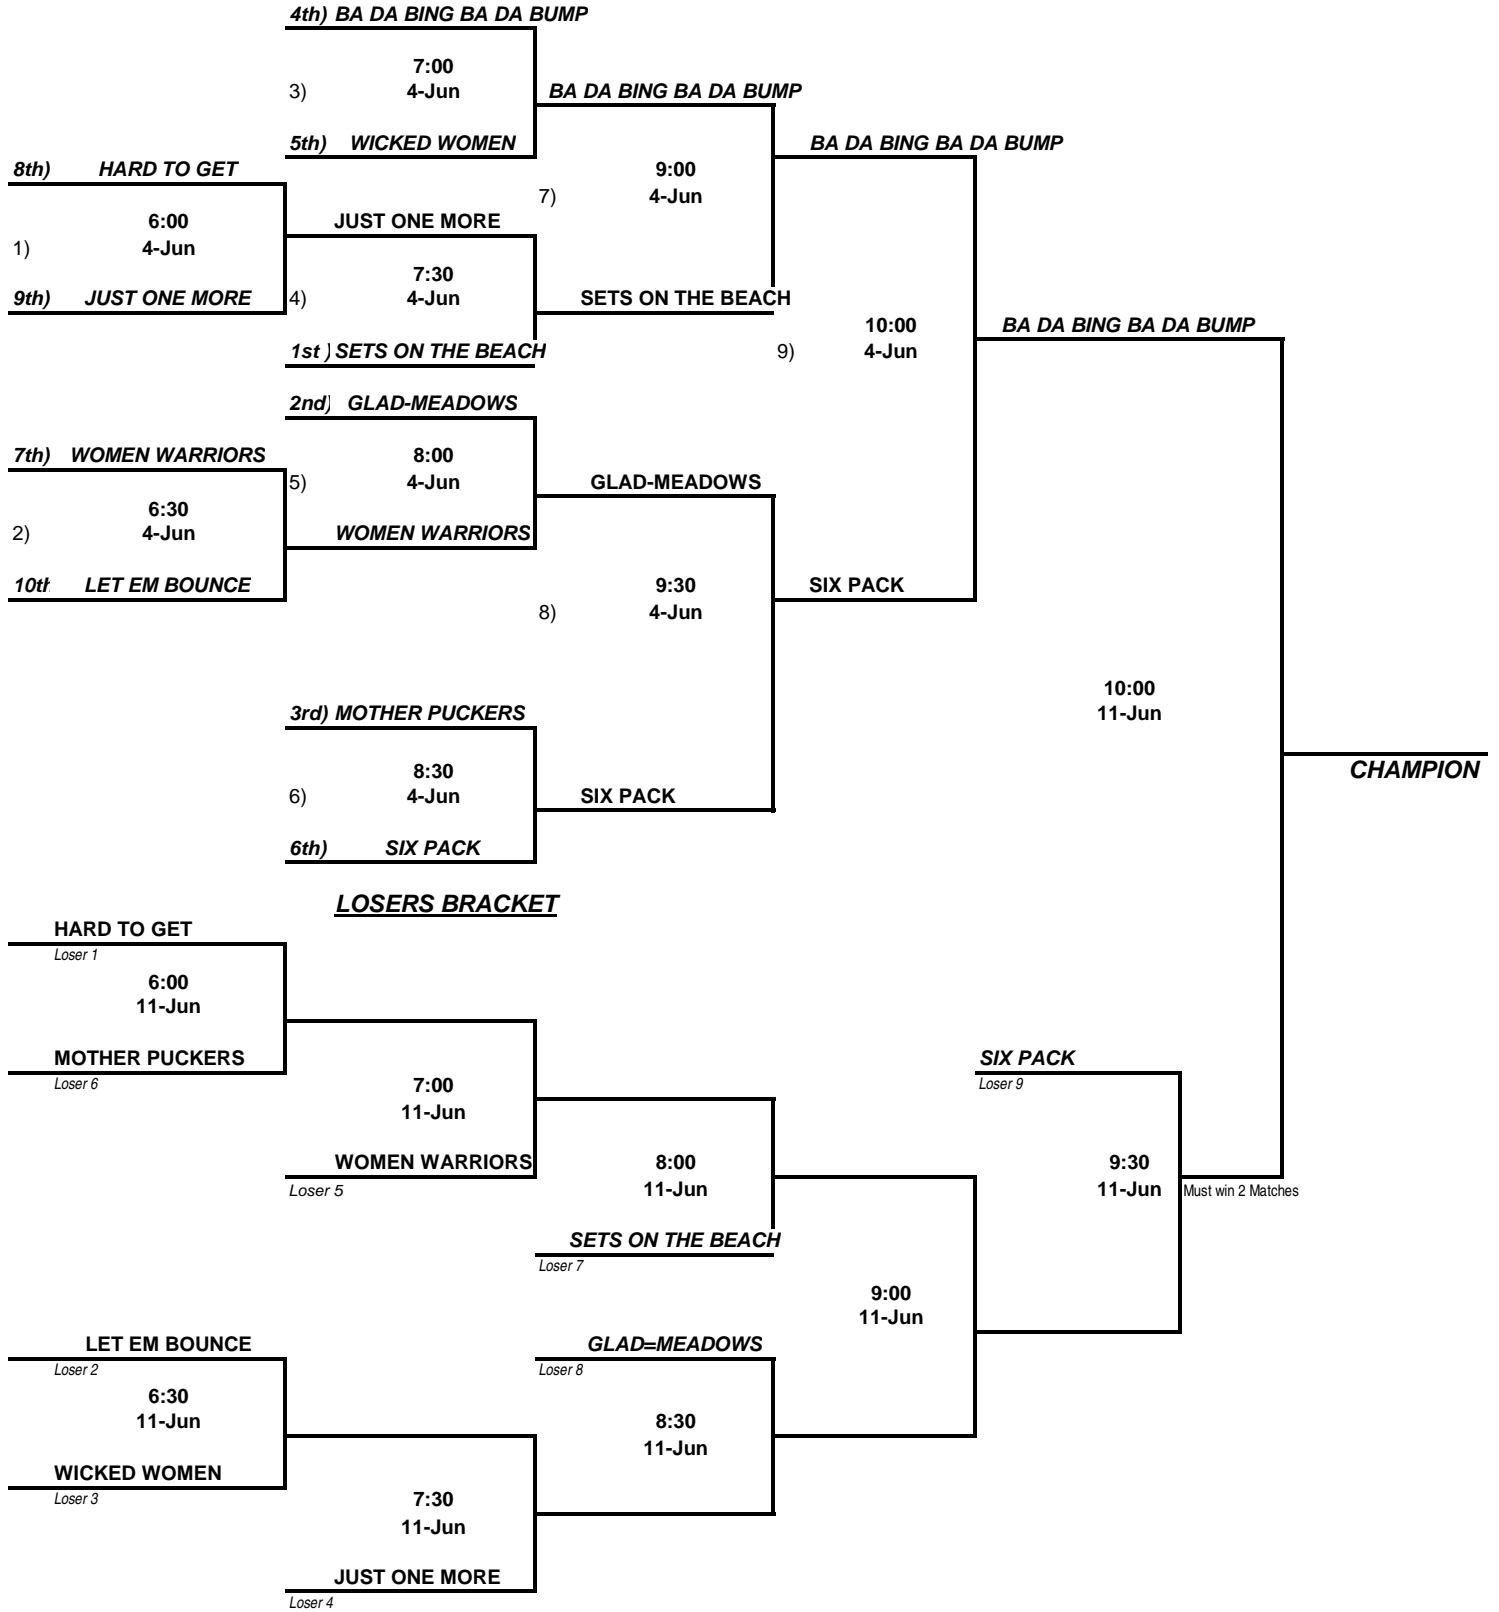 4th) BA DA BING BA DA BUMP
7:00
3) 4-Jun BA DA BING BA DA BUMP
5th) WICKED WOMEN BA DA BING BA DA BUMP
8th) HARD TO GET 9:00
7) 4-Jun
6:00 JUST ONE MORE
1) 4-Jun
7:30
9th) JUST ONE MORE 4) 4-Jun SETS ON THE BEACH
10:00 BA DA BING BA DA BUMP
1st ) SETS ON THE BEACH 9) 4-Jun
2nd) GLAD-MEADOWS
7th) WOMEN WARRIORS 8:00
5) 4-Jun GLAD-MEADOWS
6:30
2) 4-Jun WOMEN WARRIORS
10th LET EM BOUNCE 9:30 SIX PACK
8) 4-Jun
10:00
3rd) MOTHER PUCKERS 11-Jun
8:30 CHAMPION
6) 4-Jun SIX PACK
6th) SIX PACK
LOSERS BRACKET
HARD TO GET
Loser 1
6:00
11-Jun
MOTHER PUCKERS SIX PACK
Loser 6 7:00 Loser 9
11-Jun
WOMEN WARRIORS 8:00 9:30
Loser 5 11-Jun 11-Jun Must win 2 Matches
SETS ON THE BEACH
Loser 7
9:00
11-Jun
LET EM BOUNCE GLAD=MEADOWS
Loser 2 Loser 8
6:30
11-Jun 8:30
11-Jun
WICKED WOMEN
Loser 3 7:30
11-Jun
JUST ONE MORE
Loser 4